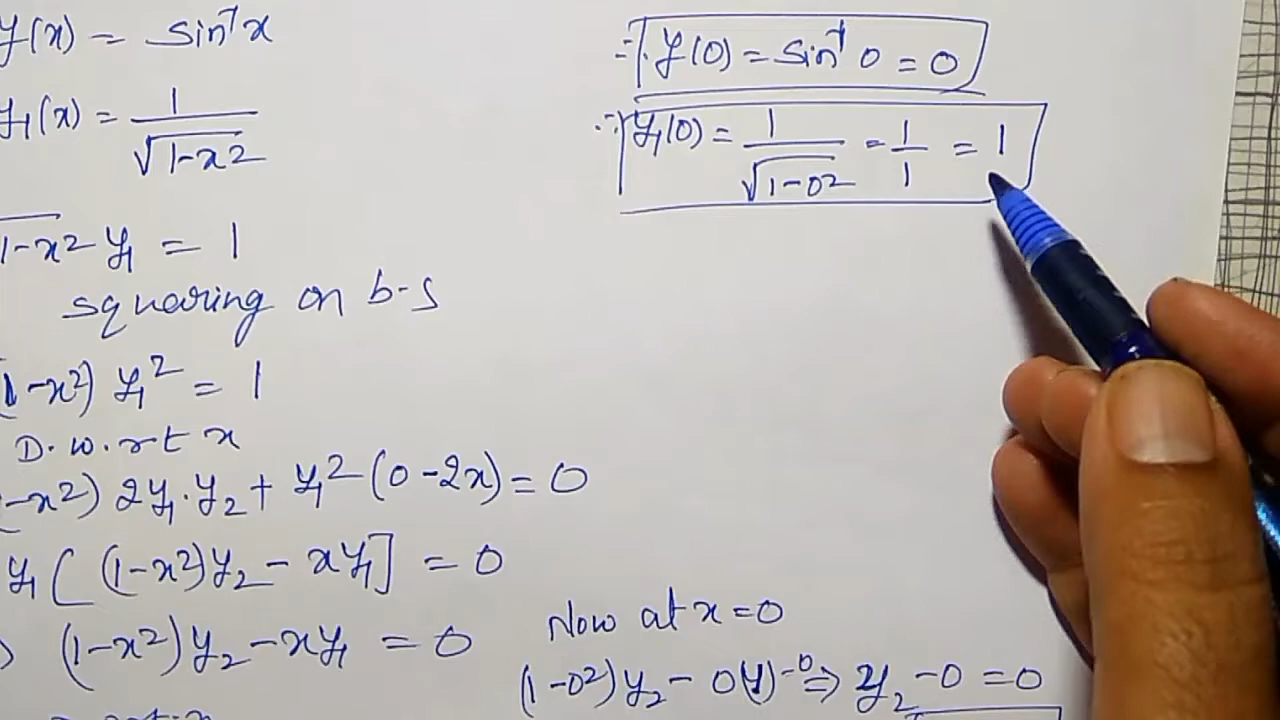 y(x) = sin⁻¹x
y₁(x) = 1/√(1-x²)
√1-x² y₁ = 1
squaring on b-s
(1-x²) y₁² = 1
D.w.r.t x
(1-x²) 2y₁.y₂ + y₁² (0-2x) = 0
y₁[(1-x²)y₂ - xy₁] = 0
(1-x²)y₂ - xy₁ = 0
∴ y(0) = sin⁻¹ 0 = 0
∴ y₁(0) = 1/√(1-0²) = 1/1 = 1
Now at x=0
(1-0²)y₂ - 0(1)=0 ⇒ y₂ -0 = 0